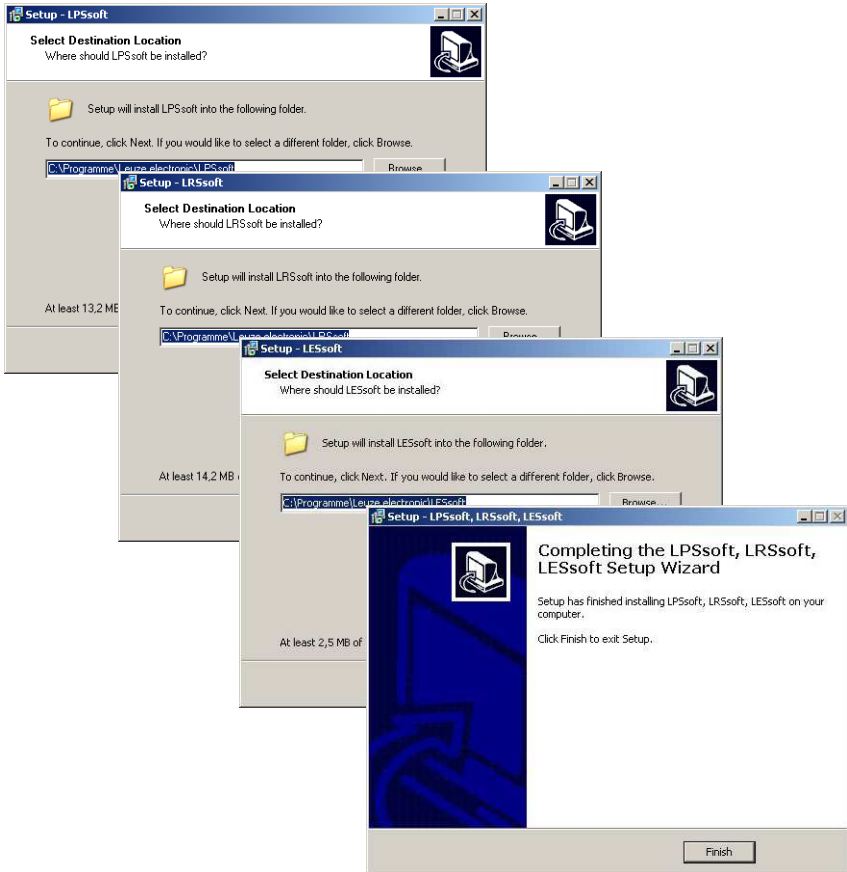 Setup - LPSsoft
Select Destination Location
Where should LPSsoft be installed?
Setup will install LPSsoft into the following folder.
To continue, click Next. If you would like to select a different folder, click Browse.
C:\Programme\Leuze electronic\LPSsoft
Browse...
At least 13,2 MB
Setup - LRSsoft
Select Destination Location
Where should LRSsoft be installed?
Setup will install LRSsoft into the following folder.
To continue, click Next. If you would like to select a different folder, click Browse.
C:\Programme\Leuze electronic\LRSsoft
Browse...
At least 14,2 MB
Setup - LESsoft
Select Destination Location
Where should LESsoft be installed?
Setup will install LESsoft into the following folder.
To continue, click Next. If you would like to select a different folder, click Browse.
C:\Programme\Leuze electronic\LESsoft
Browse...
At least 2,5 MB of
Setup - LPSsoft, LRSsoft, LESsoft
Completing the LPSsoft, LRSsoft,
LESsoft Setup Wizard
Setup has finished installing LPSsoft, LRSsoft, LESsoft on your
computer.
Click Finish to exit Setup.
Finish